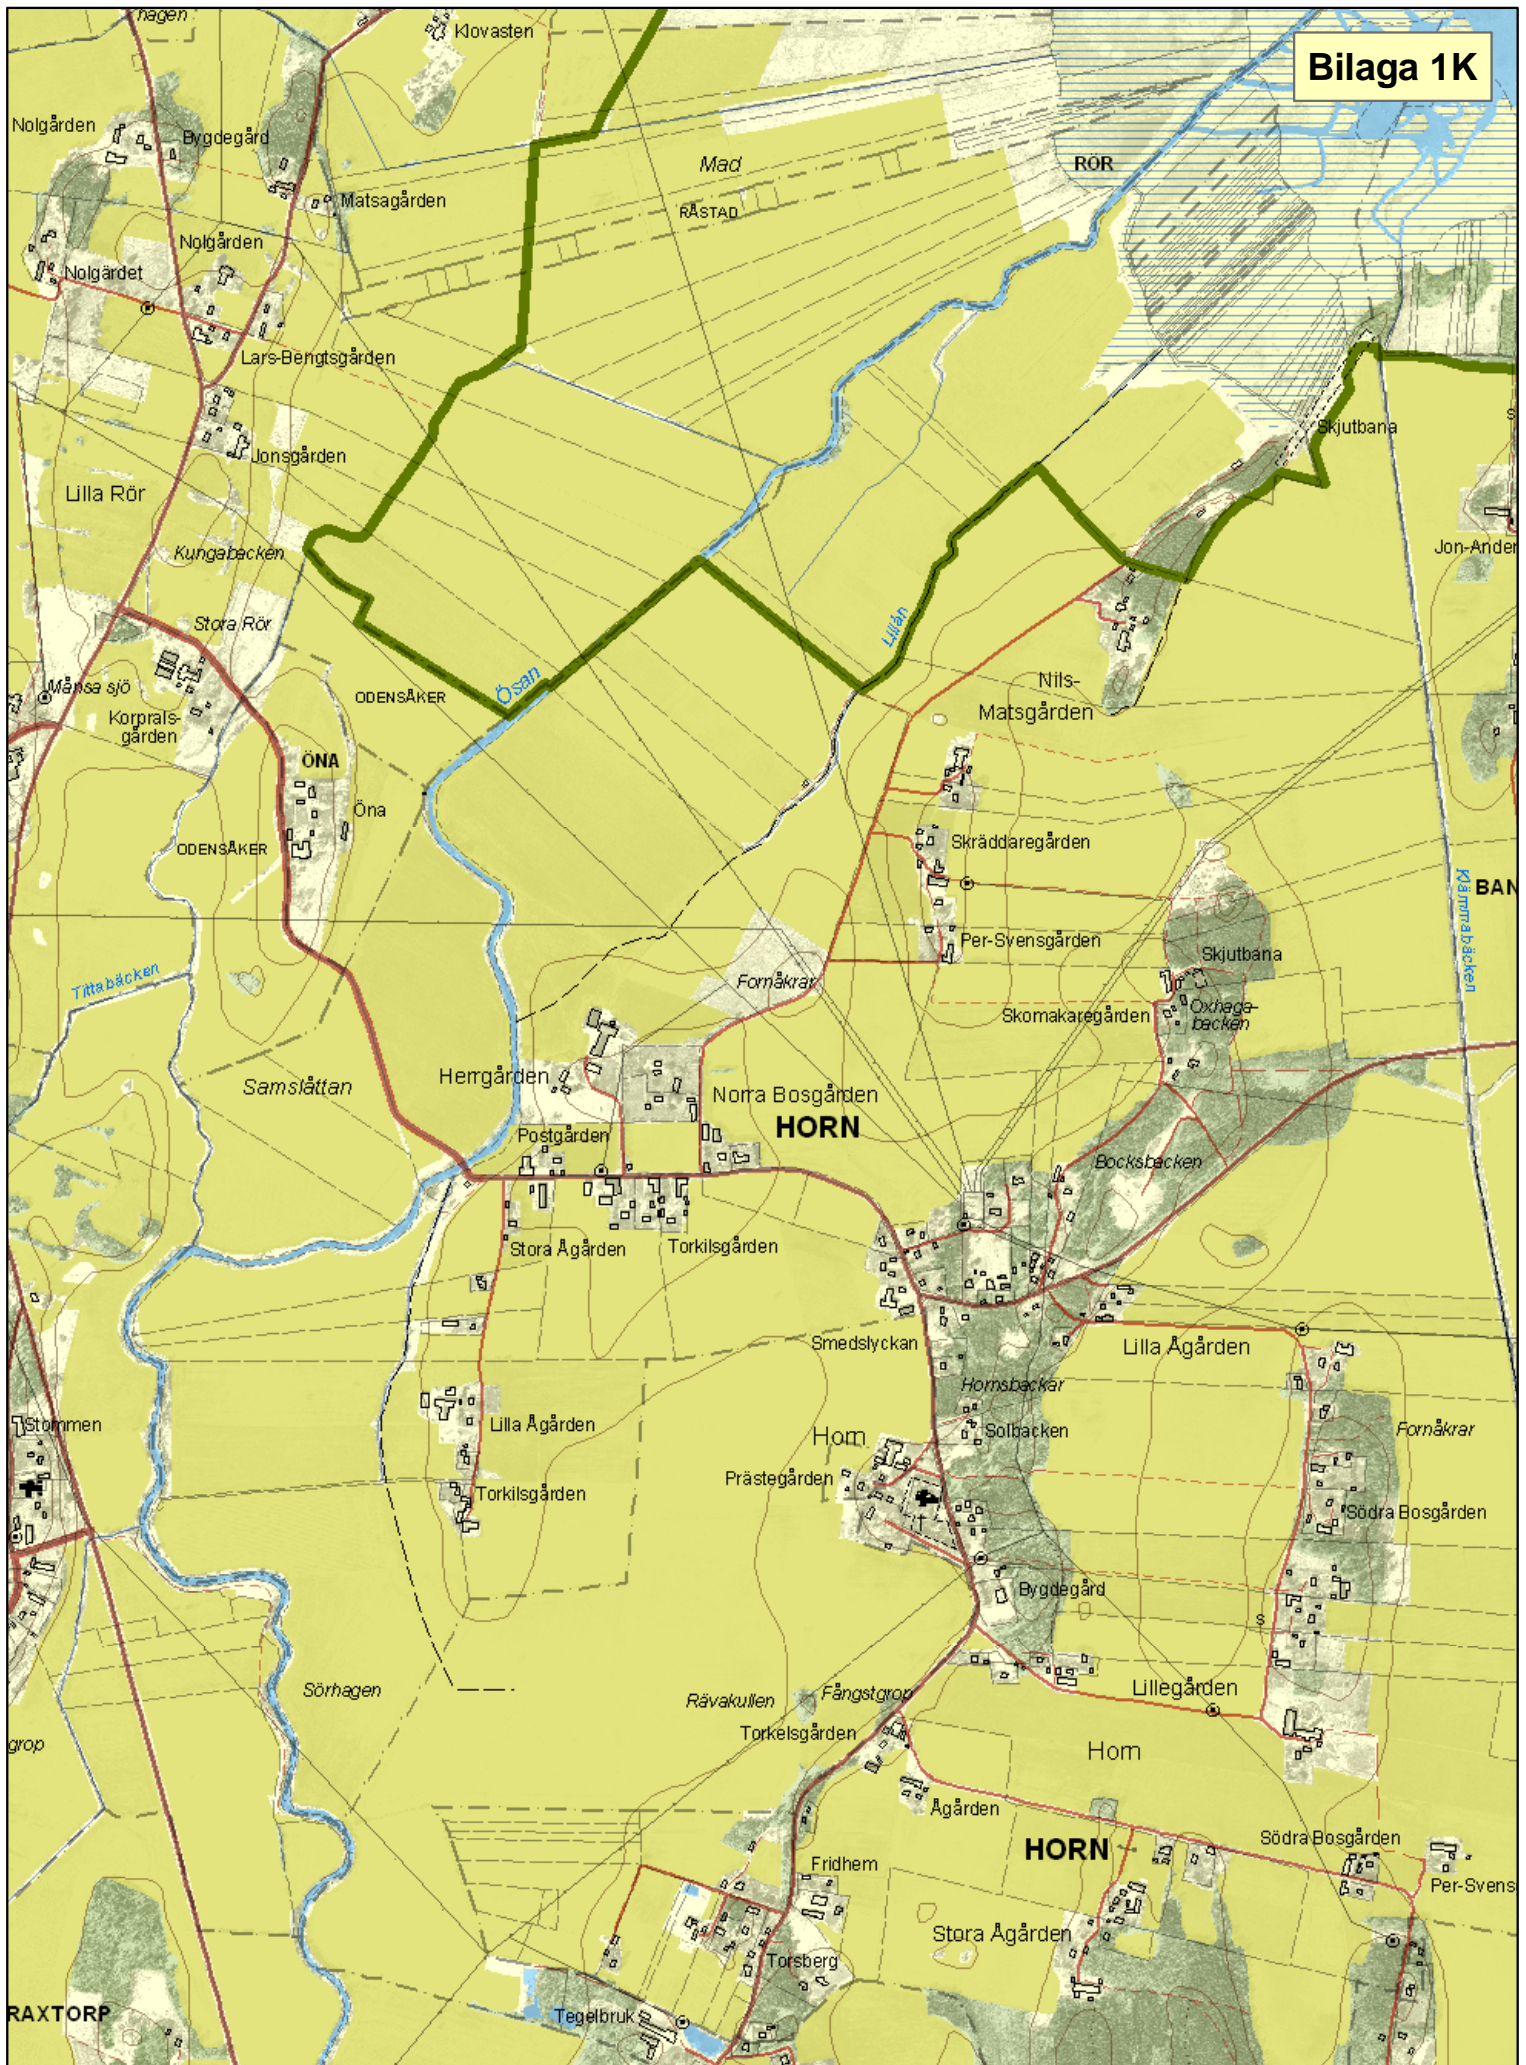 hagen
Klovasten
Bilaga 1K
Nolgården
Bygdegård
Mad
RÖR
Matsagården
RÅSTAD
Nolgården
Nolgärdet
Lars-Bengtsgården
Skjutbana
Jonsgården
Lilla Rör
Kungabacken
Jon-Ander
Stora Rör
Lillån
Månsa sjö
Ösan
ODENSÅKER
Nils-
Matsgården
Korprals-
gården
ÖNA
Öna
ODENSÅKER
Skräddaregården
Klämmabäcken
BAN
Per-Svensgården
Skjutbana
Tittabäcken
Fornåkrar
Skomakaregården
Oxhaga-
backen
Samslåttan
Herrgården
Norra Bosgården
HORN
Postgården
Bocksbacken
Stora Ågården
Torkilsgården
Smedslyckan
Lilla Ågården
Hornsbackar
Stommen
Lilla Ågården
Horn
Solbacken
Fornåkrar
Prästegården
Torkilsgården
Södra Bosgården
Bygdegård
S
Sörhagen
Rävakullen
Fångstgrop
Lillegården
Torkelsgården
grop
Horn
Ågården
HORN
Södra Bosgården
Fridhem
Per-Svens
Stora Ågården
Torsberg
RAXTORP
Tegelbruk